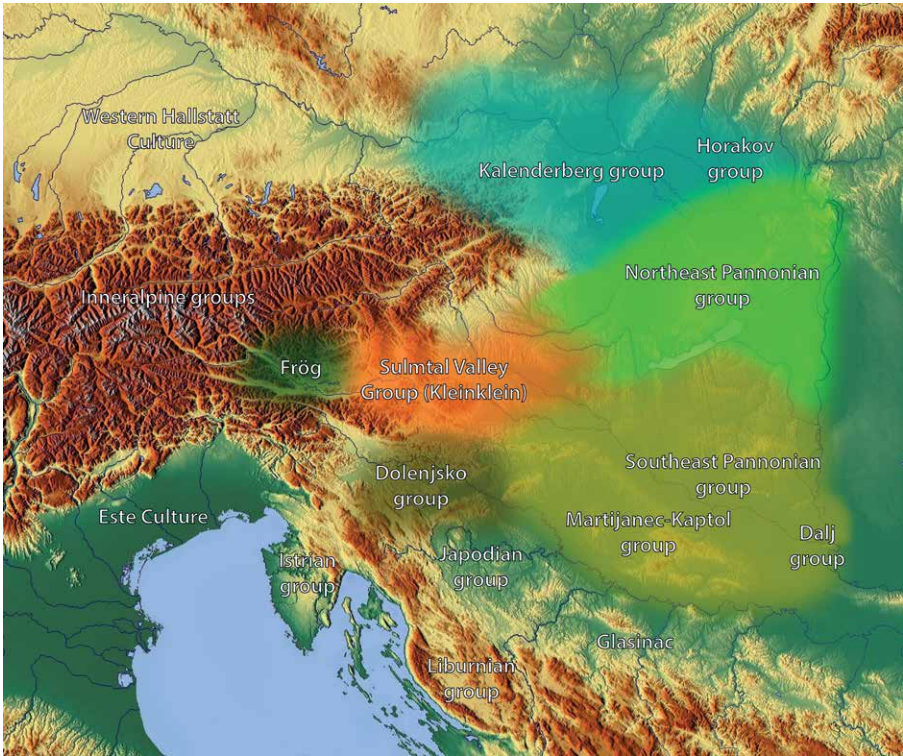 Western Hallstatt
Culture
Kalenderberg group
Horakov
group
Northeast Pannonian
group
Inneralpine groups
Frög
Sulmtal Valley
Group (Kleinklein)
Dolenjsko
group
Southeast Pannonian
group
Este Culture
Martijanec-Kaptol
group
Dalj
group
Istrian
group
Japodian
group
Glasinac
Liburnian
group